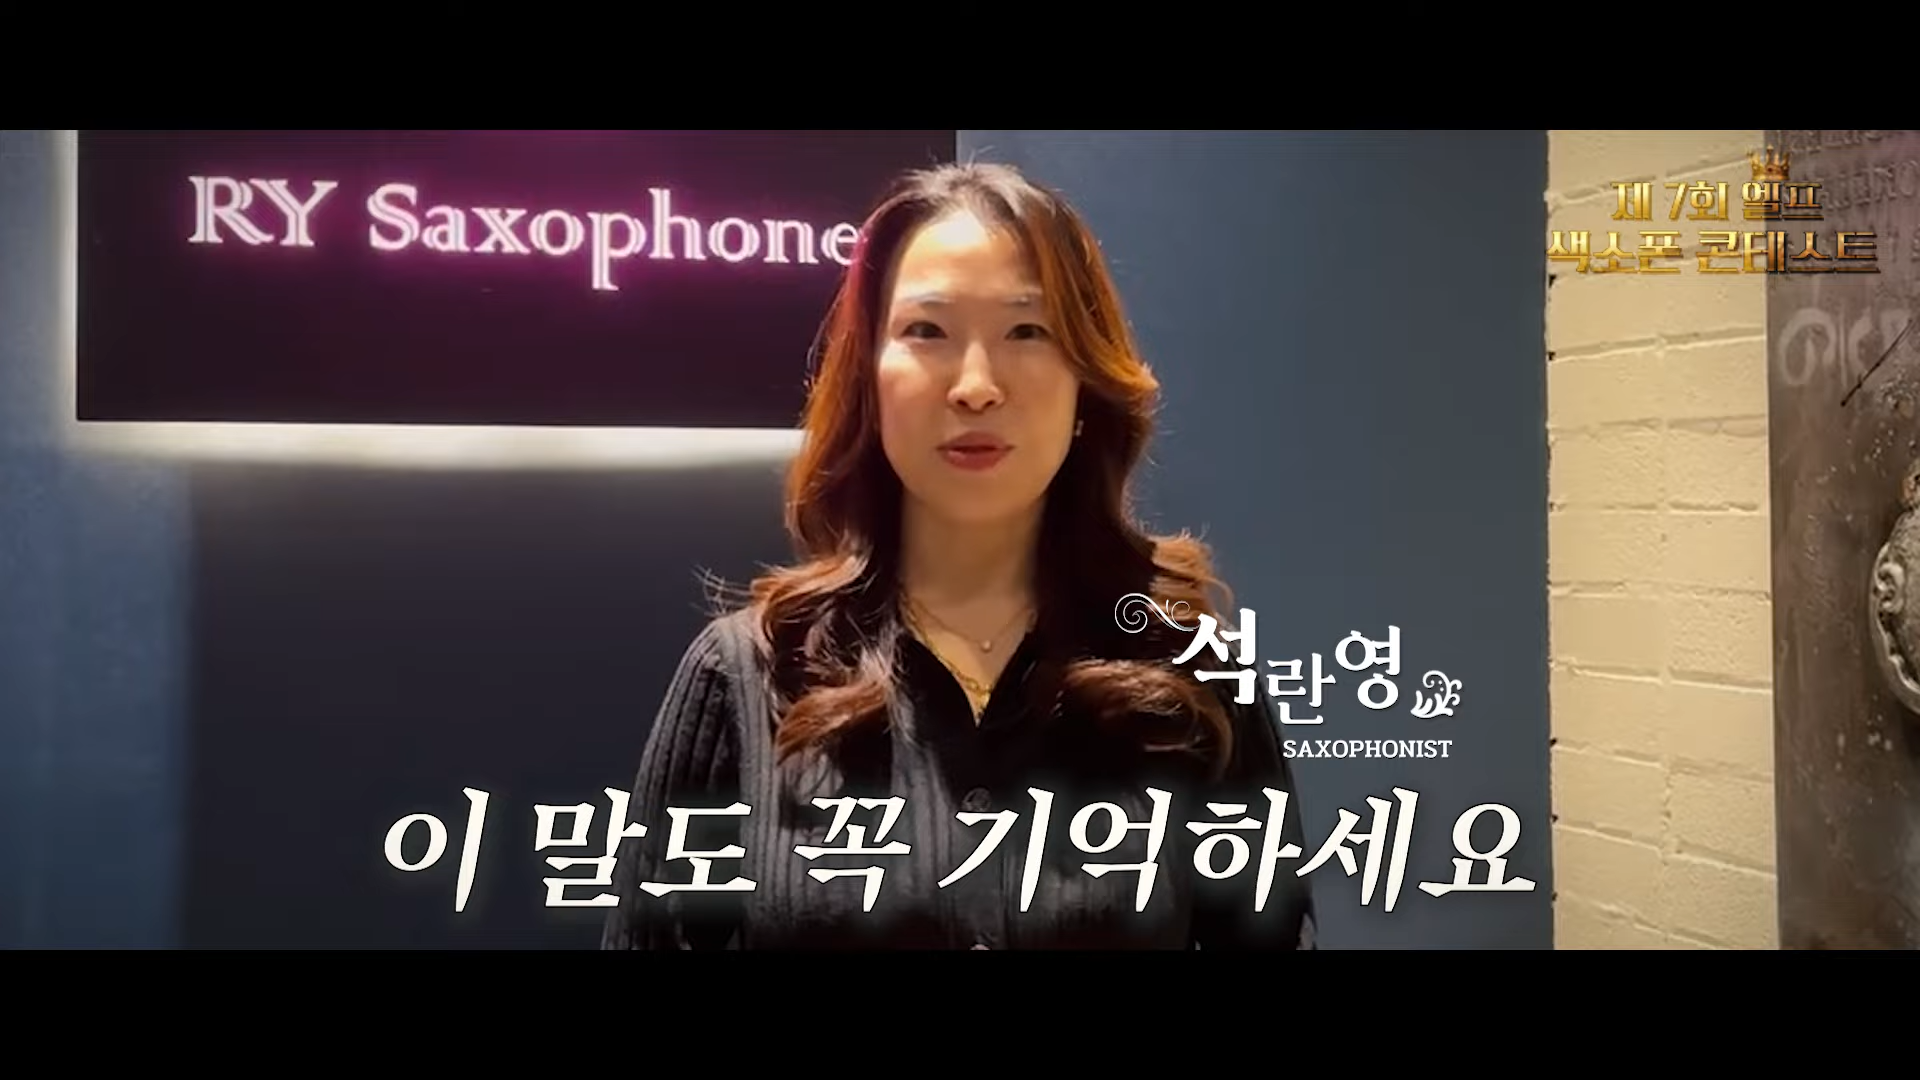 RY Saxophone
제 7회 엘프
색소폰 콘테스트
석란영
SAXOPHONIST
이 말도 꼭 기억하세요